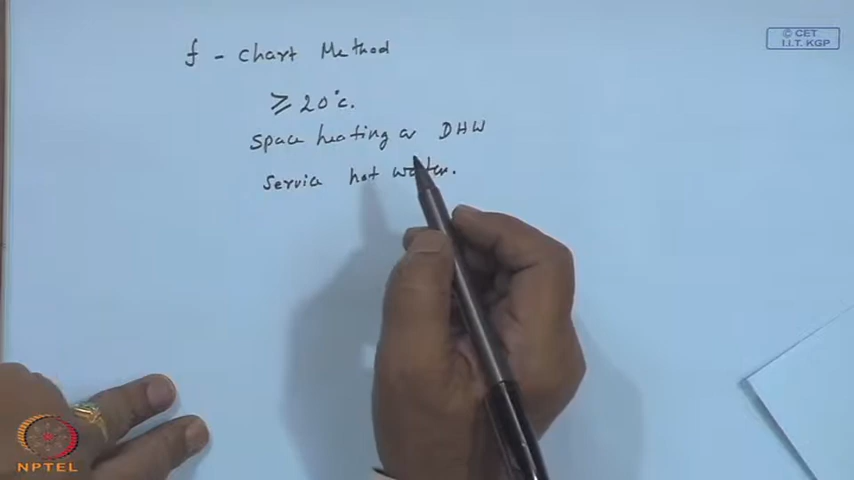 © CET
I.I.T. KGP
f - chart Method
≥ 20°c.
Space heating or DHW
Service hot water.
NPTEL